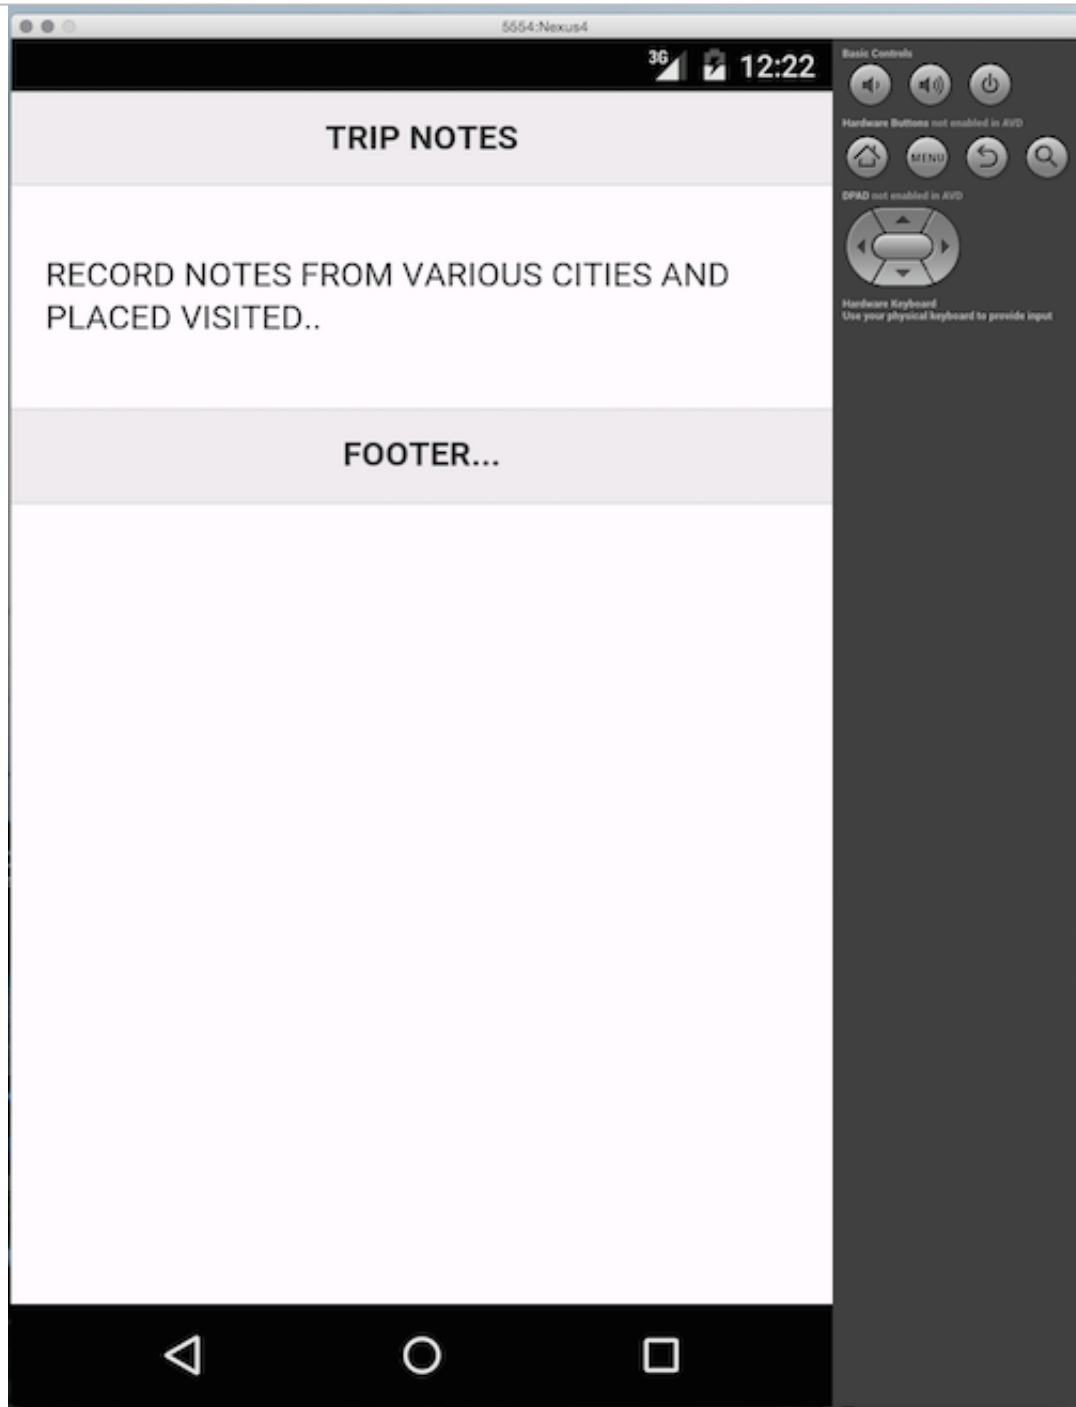 5554:Nexus4
3G 12:22
TRIP NOTES
RECORD NOTES FROM VARIOUS CITIES AND
PLACED VISITED..
FOOTER...
Basic Controls
Hardware Buttons not enabled in AVD
MENU
DPAD not enabled in AVD
Hardware Keyboard
Use your physical keyboard to provide input